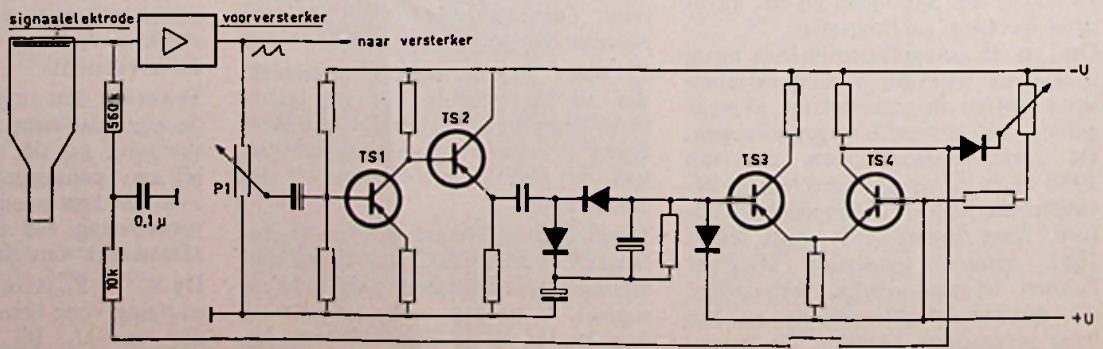 signaalelektrode
voorversterker
naar versterker
-U
560k
TS1
TS2
TS3
TS4
P1
0,1μ
10k
+U